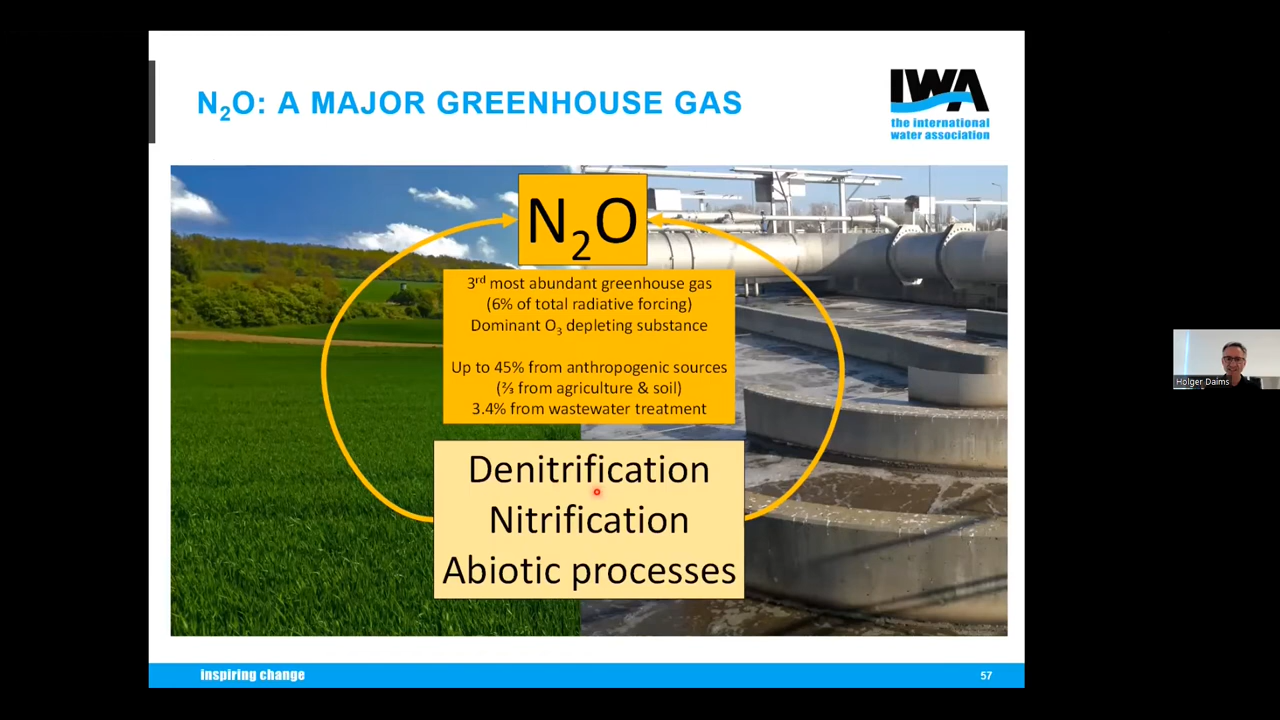 N₂O: A MAJOR GREENHOUSE GAS
IWA
the international
water association
N₂O
3rd most abundant greenhouse gas
(6% of total radiative forcing)
Dominant O₃ depleting substance
Up to 45% from anthropogenic sources
(⅔ from agriculture & soil)
3.4% from wastewater treatment
Denitrification
Nitrification
Abiotic processes
Holger Daims
inspiring change
57